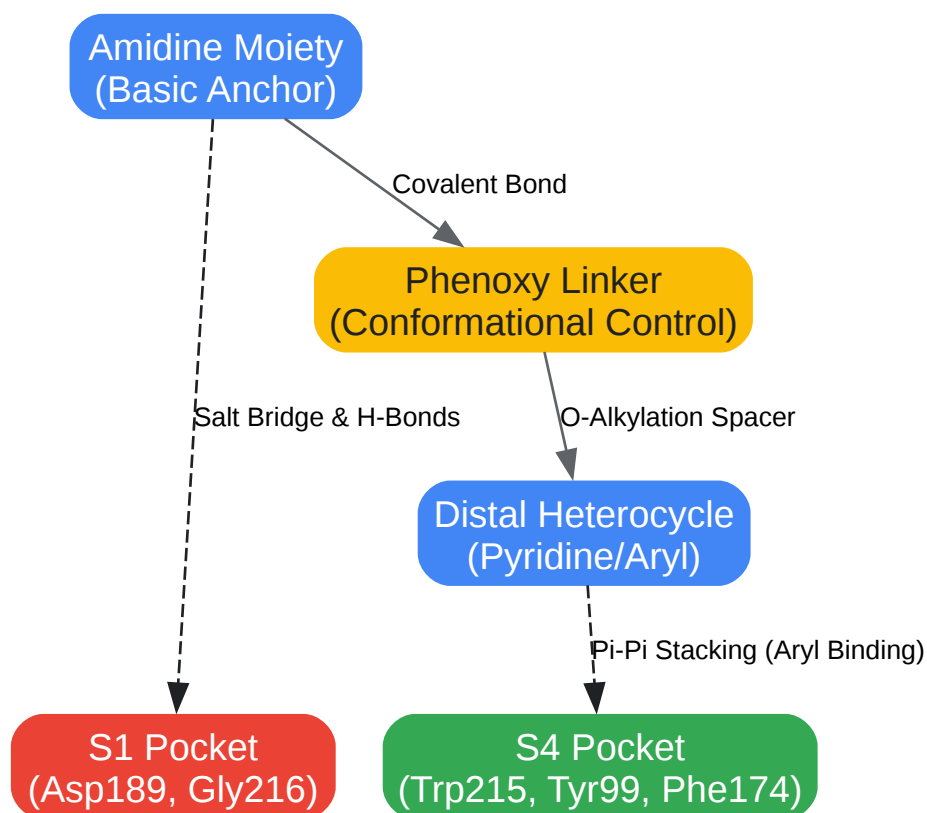 Amidine Moiety
(Basic Anchor)
Covalent Bond
Phenoxy Linker
(Conformational Control)
Salt Bridge & H-Bonds
O-Alkylation Spacer
Distal Heterocycle
(Pyridine/Aryl)
Pi-Pi Stacking (Aryl Binding)
S1 Pocket
(Asp189, Gly216)
S4 Pocket
(Trp215, Tyr99, Phe174)